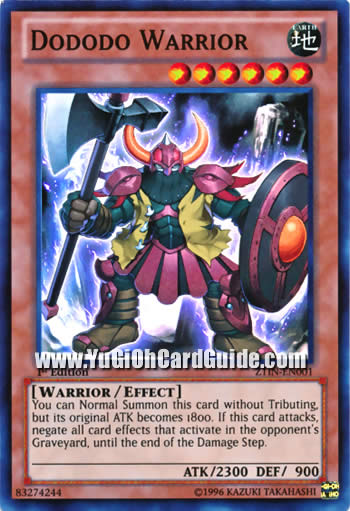 DODODO WARRIOR
EARTH
地
www.YuGiOhCardGuide.com
1st Edition
ZTIN-EN001
[WARRIOR/EFFECT]
You can Normal Summon this card without Tributing,
but its original ATK becomes 1800. If this card attacks,
negate all card effects that activate in the opponent's
Graveyard, until the end of the Damage Step.
ATK/2300 DEF/ 900
83274244
©1996 KAZUKI TAKAHASHI